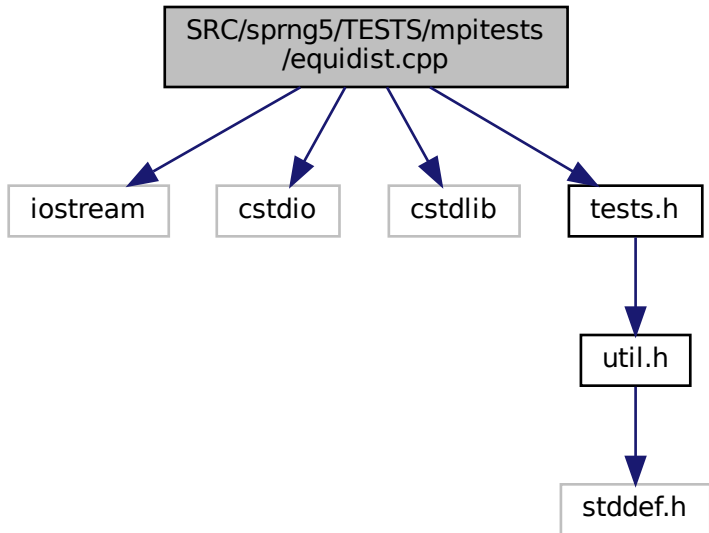 SRC/sprng5/TESTS/mpitests
/equidist.cpp
iostream
cstdio
cstdlib
tests.h
util.h
stddef.h